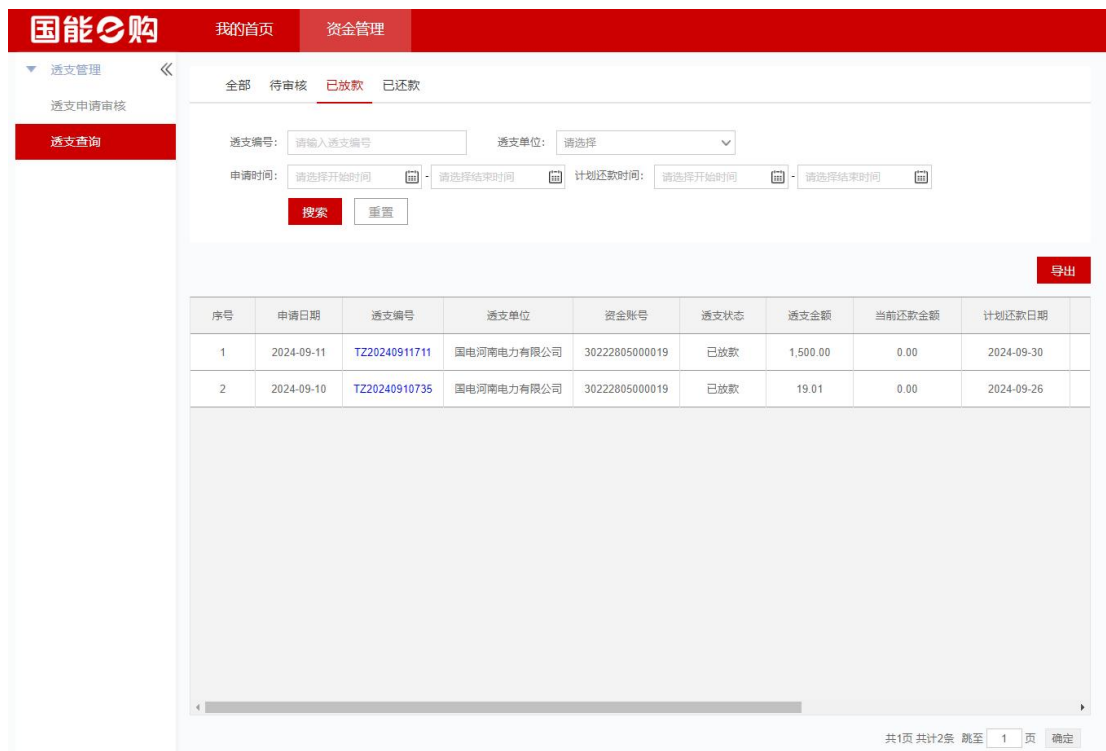 国能e购 我的首页 资金管理
透支管理
透支申请审核
透支查询
全部 待审核 已放款 已还款
透支编号: 请输入透支编号 透支单位: 请选择
申请时间: 请选择开始时间 - 请选择结束时间 计划还款时间: 请选择开始时间 - 请选择结束时间
搜索 重置
导出
序号 申请日期 透支编号 透支单位 资金账号 透支状态 透支金额 当前还款金额 计划还款日期
1 2024-09-11 TZ20240911711 国电河南电力有限公司 30222805000019 已放款 1,500.00 0.00 2024-09-30
2 2024-09-10 TZ20240910735 国电河南电力有限公司 30222805000019 已放款 19.01 0.00 2024-09-26
共1页 共计2条 跳至 1 页 确定